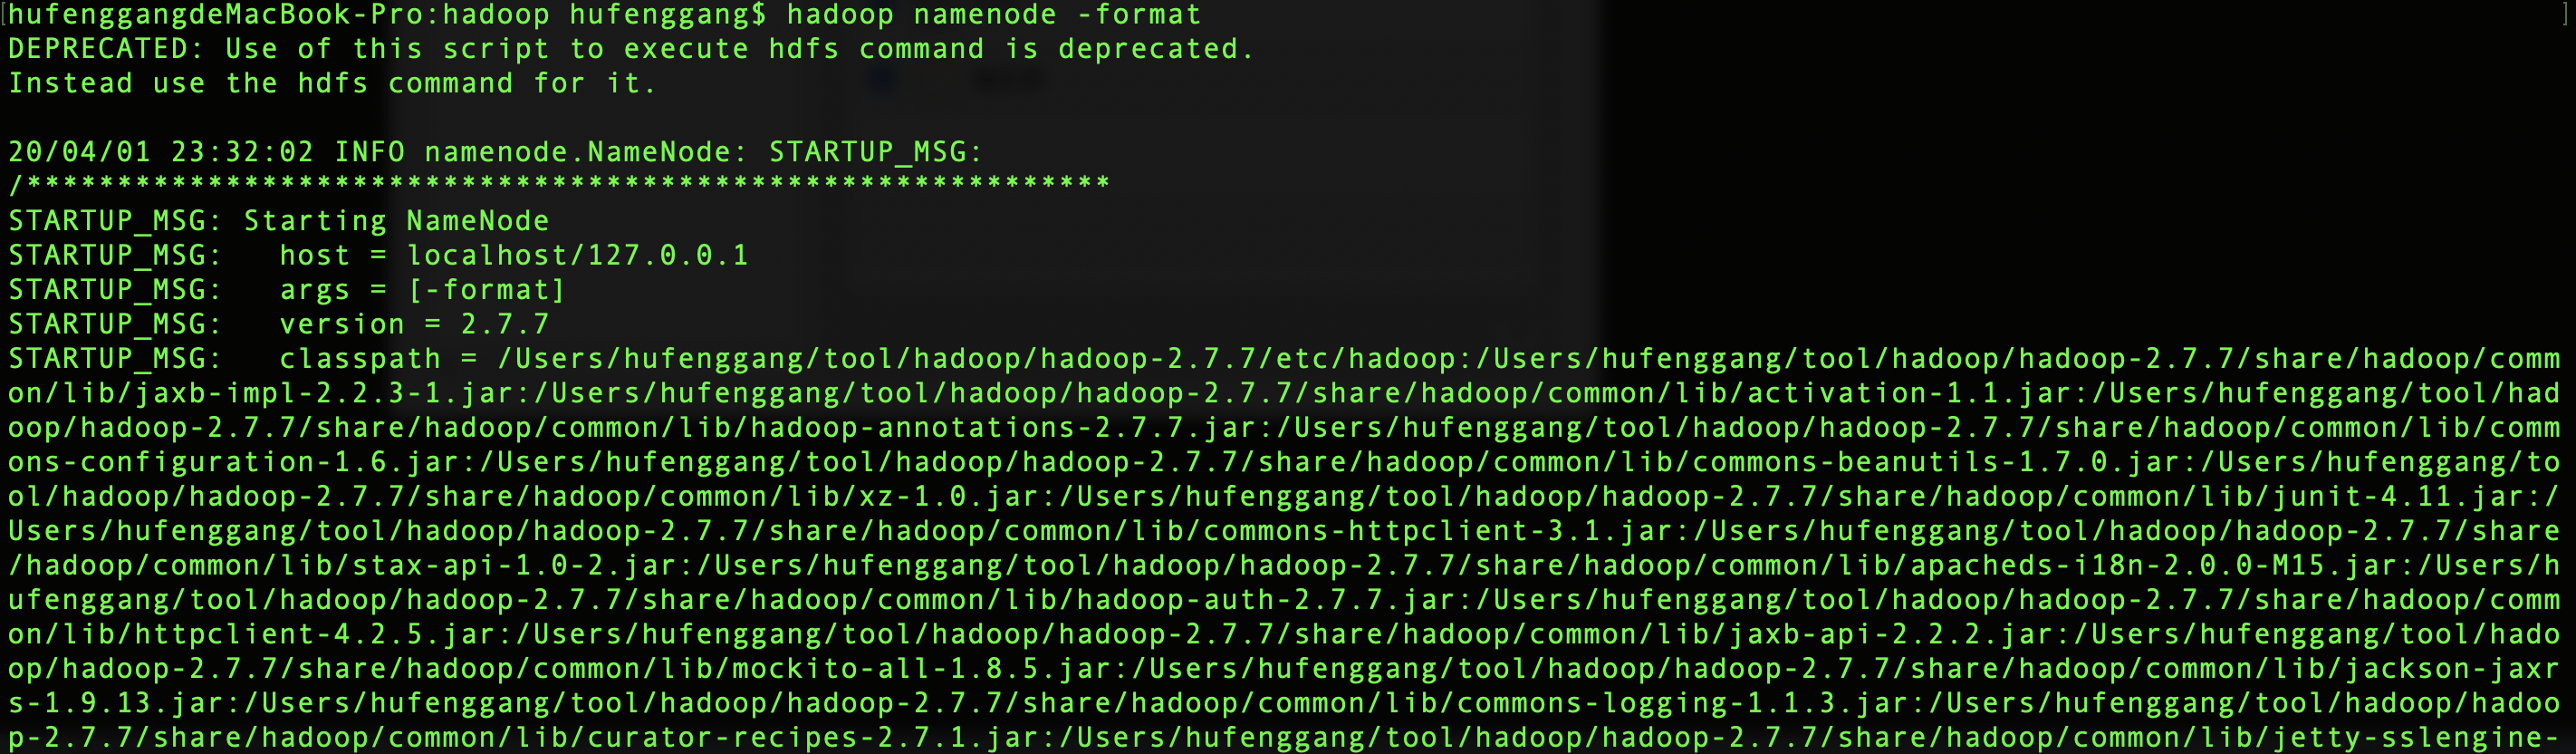 [hufenggangdeMacBook-Pro:hadoop hufenggang$ hadoop namenode -format ]
DEPRECATED: Use of this script to execute hdfs command is deprecated.
Instead use the hdfs command for it.
20/04/01 23:32:02 INFO namenode.NameNode: STARTUP_MSG:
/************************************************************
STARTUP_MSG: Starting NameNode
STARTUP_MSG:   host = localhost/127.0.0.1
STARTUP_MSG:   args = [-format]
STARTUP_MSG:   version = 2.7.7
STARTUP_MSG:   classpath = /Users/hufenggang/tool/hadoop/hadoop-2.7.7/etc/hadoop:/Users/hufenggang/tool/hadoop/hadoop-2.7.7/share/hadoop/comm
on/lib/jaxb-impl-2.2.3-1.jar:/Users/hufenggang/tool/hadoop/hadoop-2.7.7/share/hadoop/common/lib/activation-1.1.jar:/Users/hufenggang/tool/had
oop/hadoop-2.7.7/share/hadoop/common/lib/hadoop-annotations-2.7.7.jar:/Users/hufenggang/tool/hadoop/hadoop-2.7.7/share/hadoop/common/lib/comm
ons-configuration-1.6.jar:/Users/hufenggang/tool/hadoop/hadoop-2.7.7/share/hadoop/common/lib/commons-beanutils-1.7.0.jar:/Users/hufenggang/to
ol/hadoop/hadoop-2.7.7/share/hadoop/common/lib/xz-1.0.jar:/Users/hufenggang/tool/hadoop/hadoop-2.7.7/share/hadoop/common/lib/junit-4.11.jar:/
Users/hufenggang/tool/hadoop/hadoop-2.7.7/share/hadoop/common/lib/commons-httpclient-3.1.jar:/Users/hufenggang/tool/hadoop/hadoop-2.7.7/share
/hadoop/common/lib/stax-api-1.0-2.jar:/Users/hufenggang/tool/hadoop/hadoop-2.7.7/share/hadoop/common/lib/apacheds-i18n-2.0.0-M15.jar:/Users/h
ufenggang/tool/hadoop/hadoop-2.7.7/share/hadoop/common/lib/hadoop-auth-2.7.7.jar:/Users/hufenggang/tool/hadoop/hadoop-2.7.7/share/hadoop/comm
on/lib/httpclient-4.2.5.jar:/Users/hufenggang/tool/hadoop/hadoop-2.7.7/share/hadoop/common/lib/jaxb-api-2.2.2.jar:/Users/hufenggang/tool/hado
op/hadoop-2.7.7/share/hadoop/common/lib/mockito-all-1.8.5.jar:/Users/hufenggang/tool/hadoop/hadoop-2.7.7/share/hadoop/common/lib/jackson-jaxr
s-1.9.13.jar:/Users/hufenggang/tool/hadoop/hadoop-2.7.7/share/hadoop/common/lib/commons-logging-1.1.3.jar:/Users/hufenggang/tool/hadoop/hadoo
p-2.7.7/share/hadoop/common/lib/curator-recipes-2.7.1.jar:/Users/hufenggang/tool/hadoop/hadoop-2.7.7/share/hadoop/common/lib/jetty-sslengine-